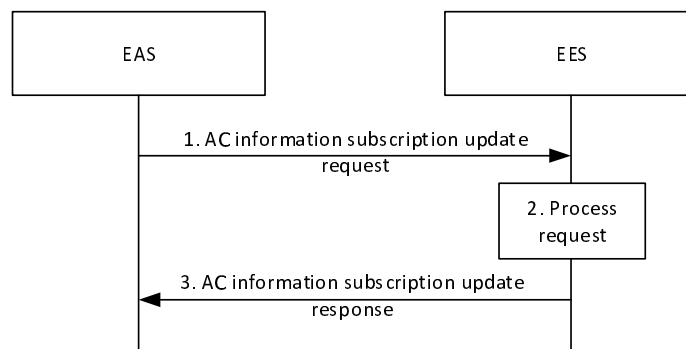 EAS
EES
1. AC information subscription update
request
2. Process
request
3. AC information subscription update
response